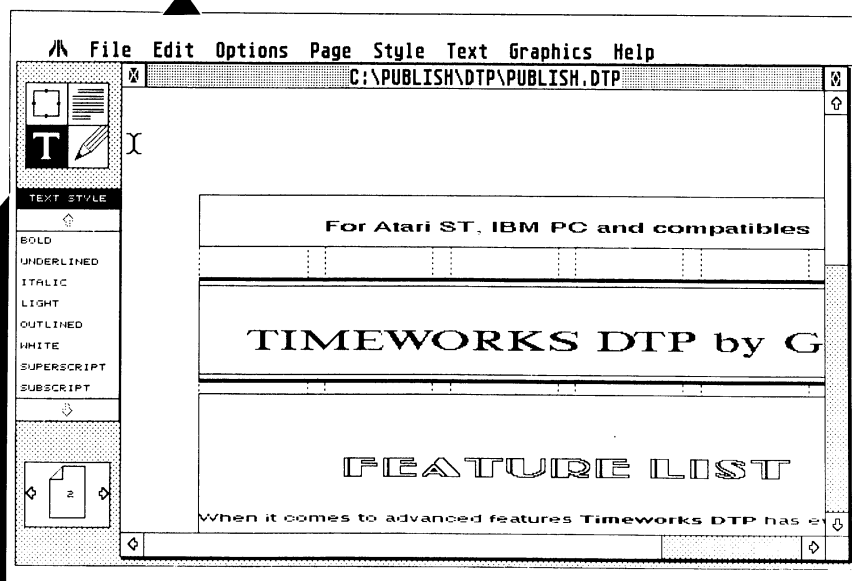 File Edit Options Page Style Text Graphics Help
C:\PUBLISH\DTP\PUBLISH.DTP
T
TEXT STYLE
BOLD
UNDERLINED
ITALIC
LIGHT
OUTLINED
WHITE
SUPERSCRIPT
SUBSCRIPT
2
For Atari ST, IBM PC and compatibles
TIMEWORKS DTP by G
FEATURE LIST
When it comes to advanced features Timeworks DTP has